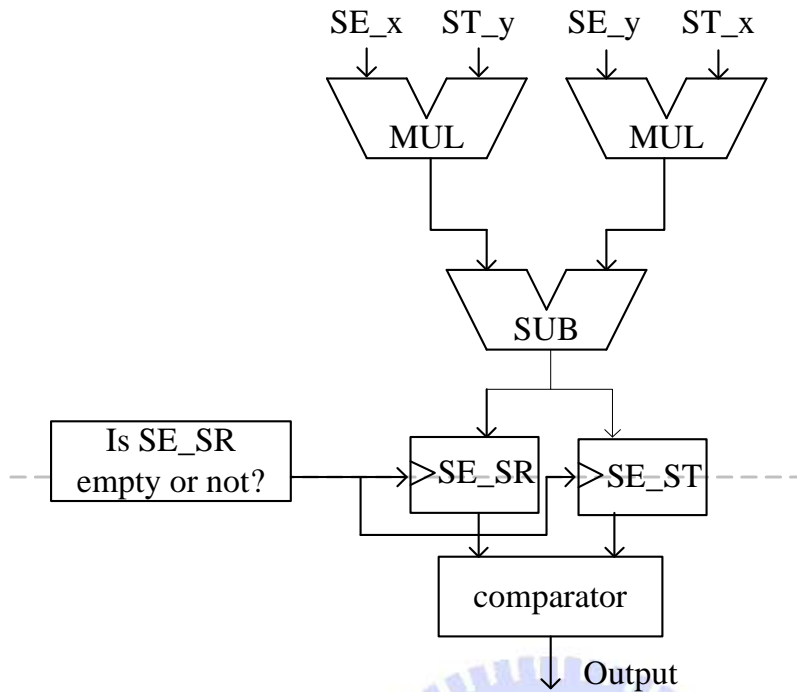 SE_x ST_y SE_y ST_x
MUL MUL
SUB
Is SE_SR
empty or not?
SE_SR SE_ST
comparator
Output